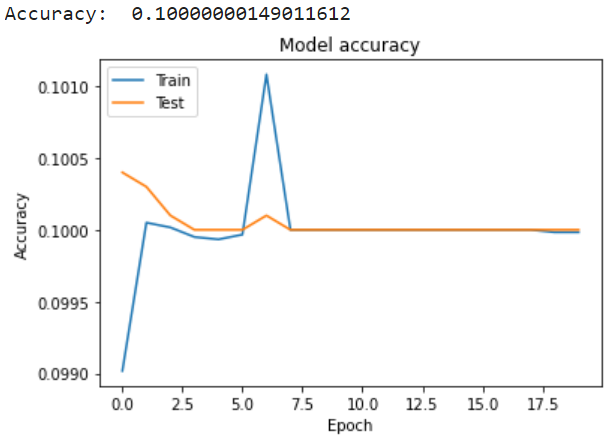 Accuracy:  0.10000000149011612
Model accuracy
Train
Test
0.1010
0.1005
0.1000
0.0995
0.0990
Accuracy
0.0 2.5 5.0 7.5 10.0 12.5 15.0 17.5
Epoch